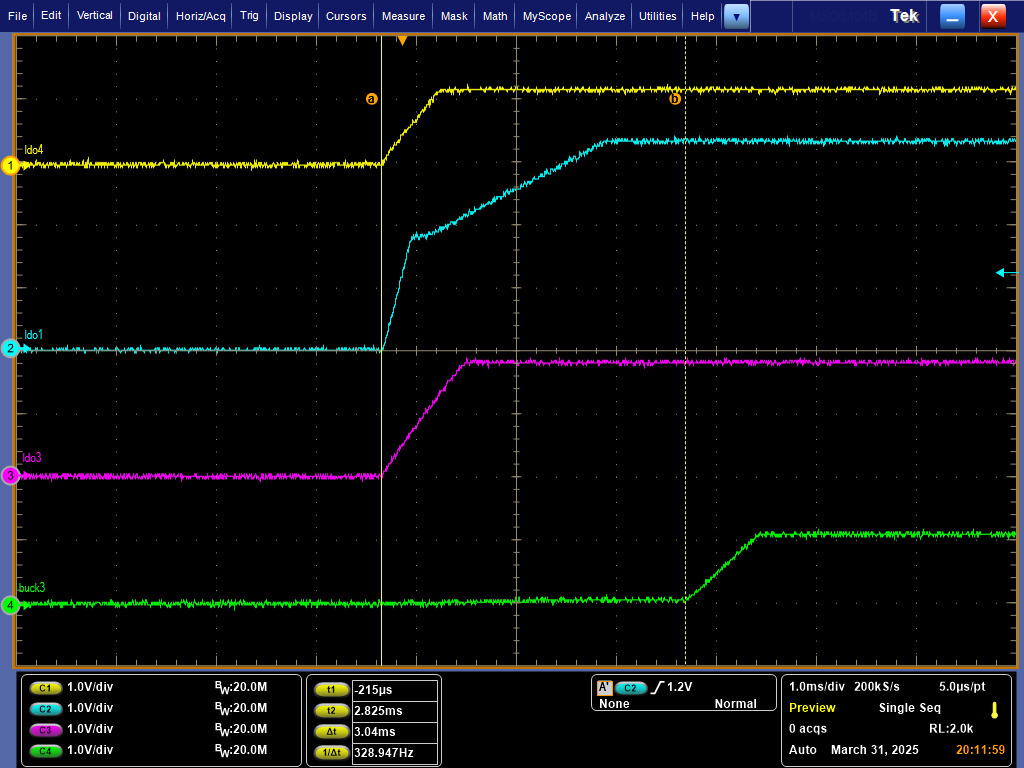 File Edit Vertical Digital Horiz/Acq Trig Display Cursors Measure Mask Math MyScope Analyze Utilities Help Tek X
a b
ldo4
1
ldo1
2
ldo3
3
buck3
4
C1 1.0V/div BW:20.0M
C2 1.0V/div BW:20.0M
C3 1.0V/div BW:20.0M
C4 1.0V/div BW:20.0M
t1 -215µs
t2 2.825ms
Δt 3.04ms
1/Δt 328.947Hz
A' C2 1.2V
None Normal
1.0ms/div 200kS/s 5.0µs/pt
Preview Single Seq
0 acqs RL:2.0k
Auto March 31, 2025 20:11:59